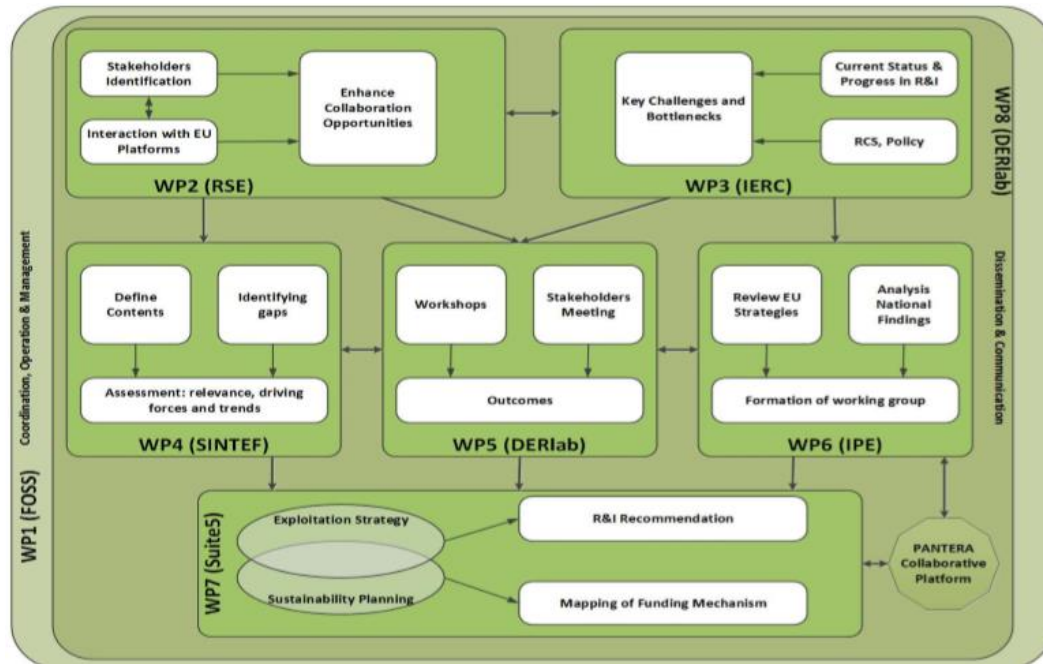 Stakeholders
Identification
Interaction with EU
Platforms
Enhance
Collaboration
Opportunities
WP2 (RSE)
Key Challenges and
Bottlenecks
Current Status &
Progress in R&I
RCS, Policy
WP3 (IERC)
WP8 (DERlab)
Dissemination & Communication
Coordination, Operation & Management
WP1 (FOSS)
Define
Contents
Identifying
gaps
Assessment: relevance, driving
forces and trends
WP4 (SINTEF)
Workshops
Stakeholders
Meeting
Outcomes
WP5 (DERlab)
Review EU
Strategies
Analysis
National
Findings
Formation of working group
WP6 (IPE)
WP7 (Suite5)
Exploitation Strategy
Sustainability Planning
R&I Recommendation
Mapping of Funding Mechanism
PANTERA
Collaborative
Platform